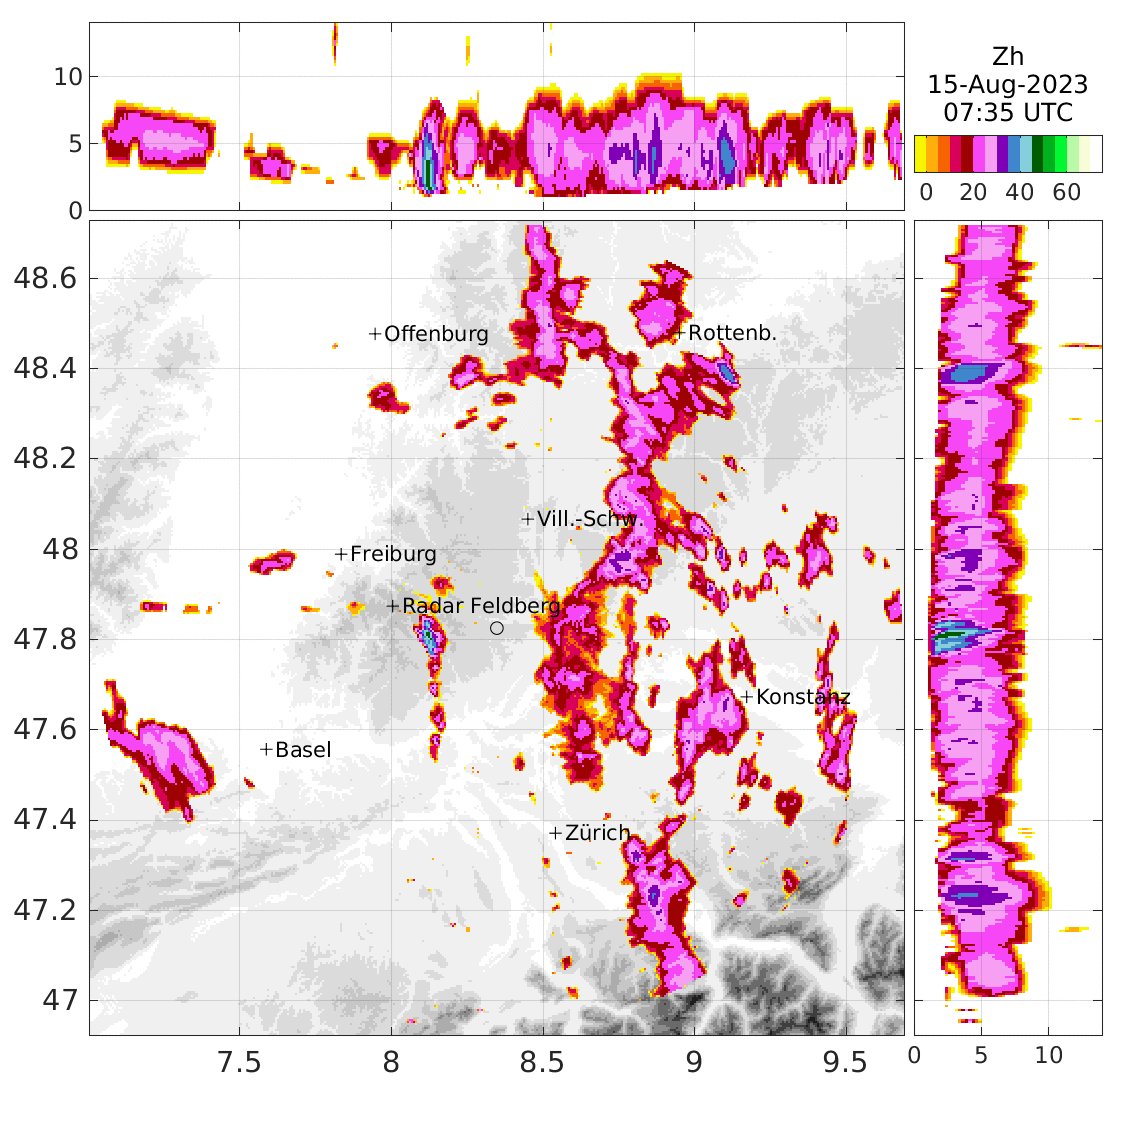 Zh
15-Aug-2023
07:35 UTC
0 20 40 60
10
5
0
48.6
48.4
48.2
48
47.8
47.6
47.4
47.2
47
+Offenburg
+Rottenb.
+Vill.-Schw.
+Freiburg
+Radar Feldberg
+Konstanz
+Basel
+Zürich
7.5 8 8.5 9 9.5
0 5 10